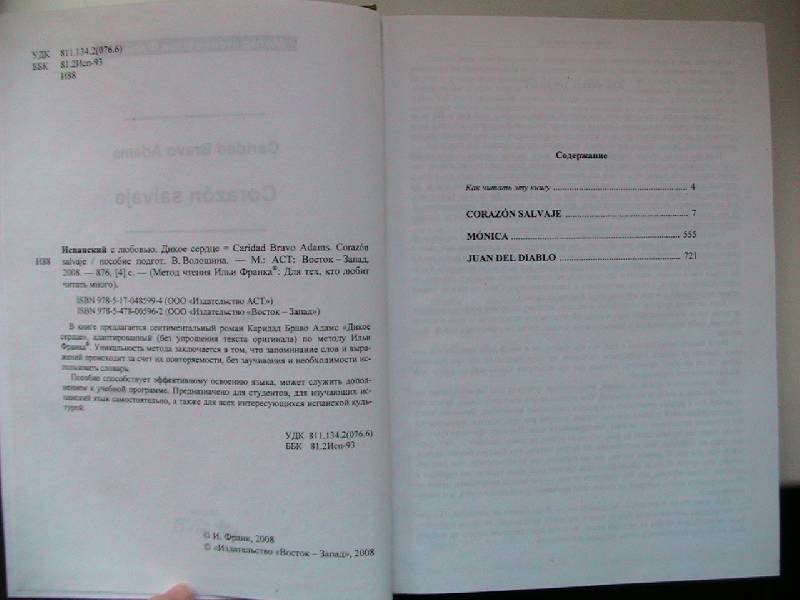 УДК 811.134.2(076.6)
ББК 81.2Исп-93
И88
Испанский с любовью. Дикое сердце = Caridad Bravo Adams. Corazón
И88 salvaje / пособие подгот. В. Волошина. — М.: АСТ: Восток – Запад,
2008. — 876, [4] с. — (Метод чтения Ильи Франка®: Для тех, кто любит
читать много).
ISBN 978-5-17-048599-4 (ООО «Издательство АСТ»)
ISBN 978-5-478-00596-2 (ООО «Издательство «Восток – Запад»)
В книге предлагается сентиментальный роман Каридад Браво Адамс «Дикое
сердце», адаптированный (без упрощения текста оригинала) по методу Ильи
Франка®. Уникальность метода заключается в том, что запоминание слов и выра-
жений происходит за счет их повторяемости, без заучивания и необходимости ис-
пользовать словарь.
Пособие способствует эффективному освоению языка, может служить допол-
нением к учебной программе. Предназначено для студентов, для изучающих ис-
панский язык самостоятельно, а также для всех интересующихся испанской куль-
турой.
УДК 811.134.2(076.6)
ББК 81.2Исп-93
© И. Франк, 2008
© «Издательство «Восток – Запад», 2008
Содержание
Как читать эту книгу ... 4
CORAZÓN SALVAJE ... 7
MÓNICA ... 555
JUAN DEL DIABLO ... 721